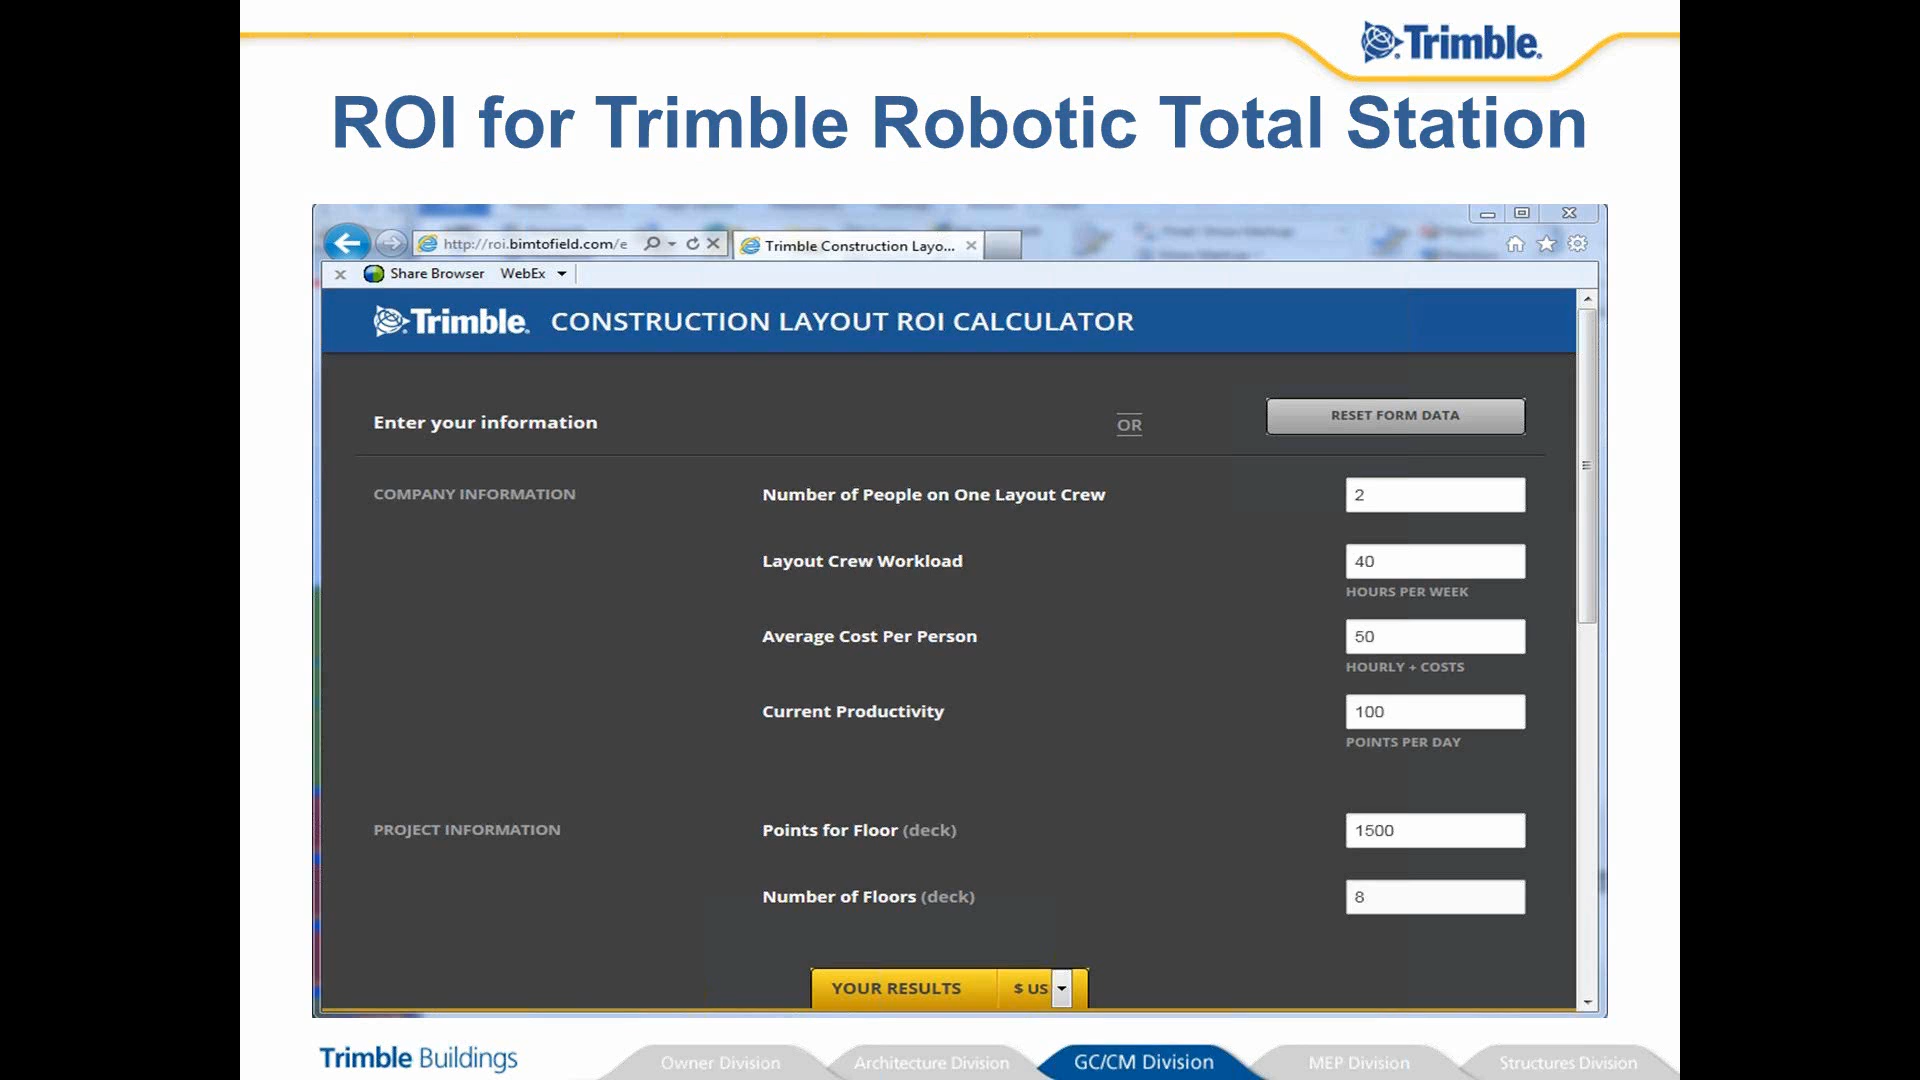 Trimble.
ROI for Trimble Robotic Total Station
http://roi.bimtofield.com/e
Trimble Construction Layo...
Share Browser WebEx
Trimble. CONSTRUCTION LAYOUT ROI CALCULATOR
Enter your information
OR
RESET FORM DATA
COMPANY INFORMATION
Number of People on One Layout Crew
2
Layout Crew Workload
40
HOURS PER WEEK
Average Cost Per Person
50
HOURLY + COSTS
Current Productivity
100
POINTS PER DAY
PROJECT INFORMATION
Points for Floor (deck)
1500
Number of Floors (deck)
8
YOUR RESULTS $ US
Trimble Buildings
Owner Division
Architecture Division
GC/CM Division
MEP Division
Structures Division